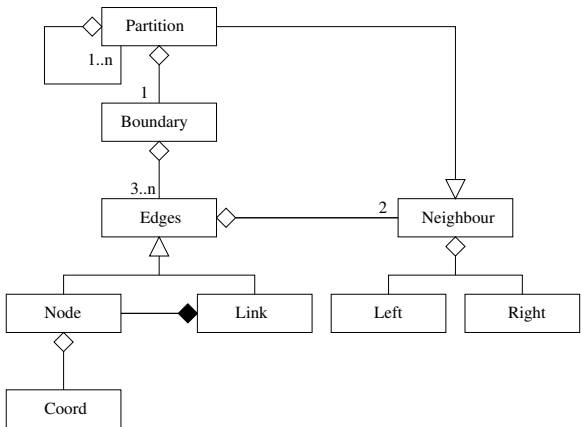 Partition
1..n
1
Boundary
3..n
Edges
2
Neighbour
Node
Link
Left
Right
Coord